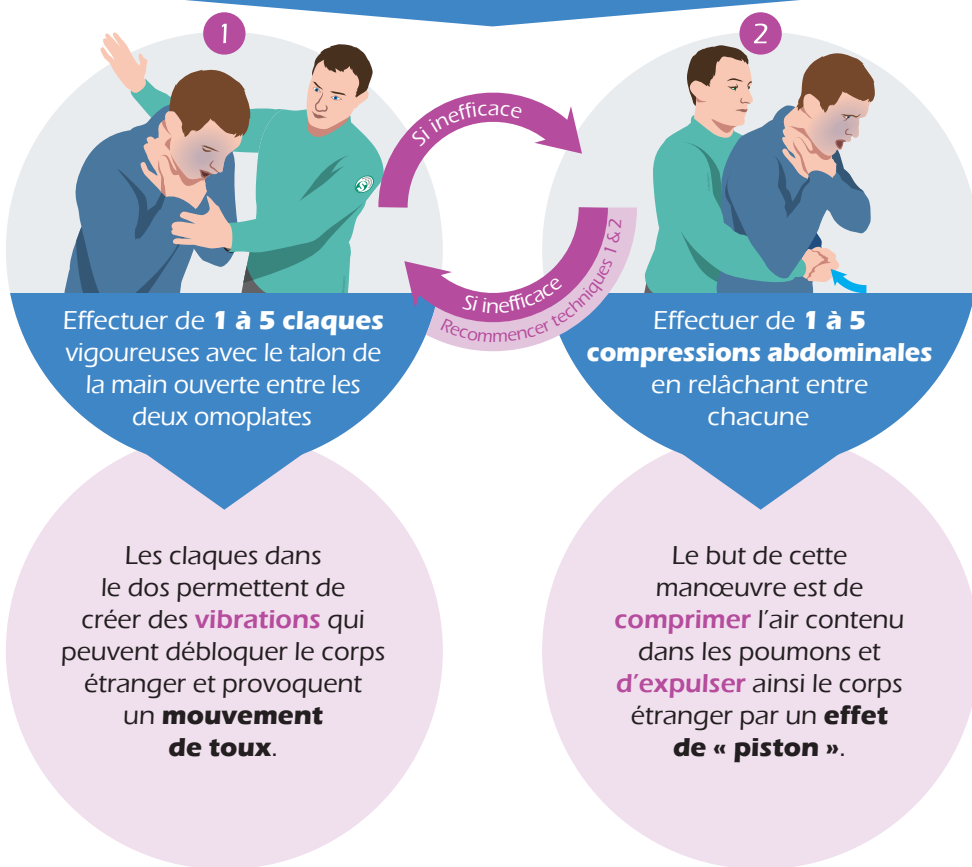 1
Effectuer de 1 à 5 claques
vigoureuses avec le talon de
la main ouverte entre les
deux omoplates
Si inefficace
Si inefficace
Recommencer techniques 1 & 2
2
Effectuer de 1 à 5
compressions abdominales
en relâchant entre
chacune
Les claques dans
le dos permettent de
créer des vibrations qui
peuvent débloquer le corps
étranger et provoquent
un mouvement
de toux.
Le but de cette
manœuvre est de
comprimer l'air contenu
dans les poumons et
d'expulser ainsi le corps
étranger par un effet
de « piston ».